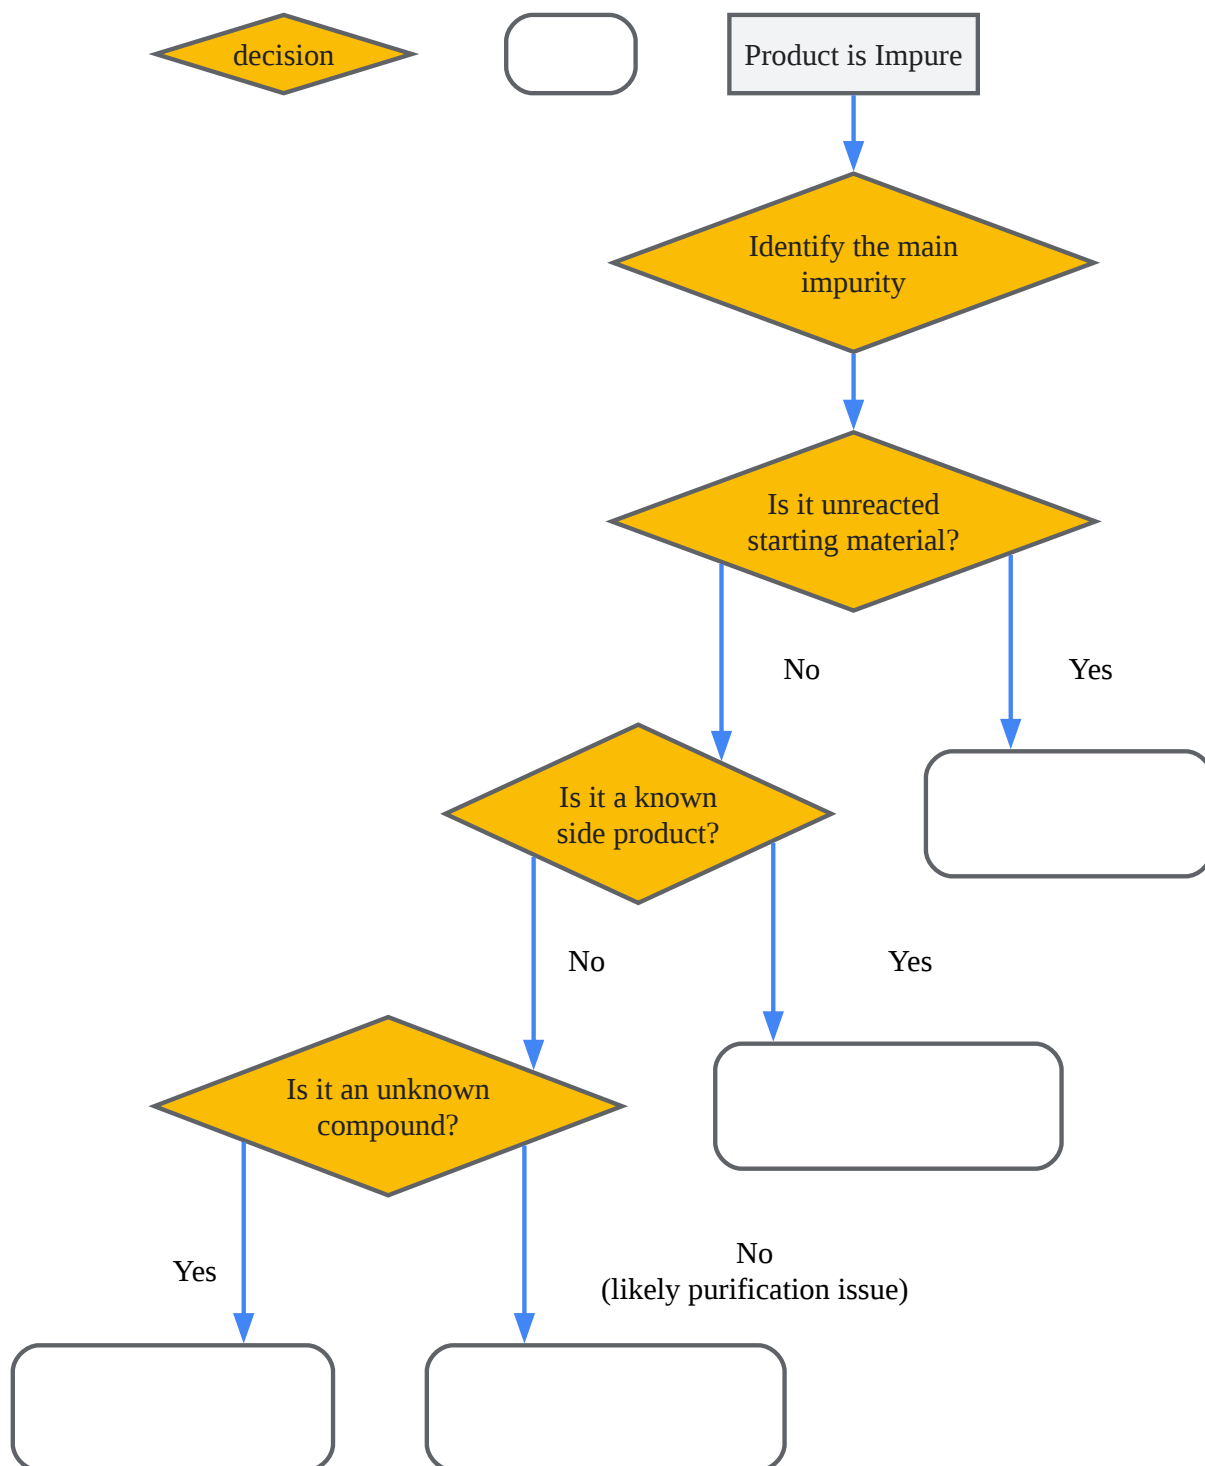 decision
Product is Impure
Identify the main
impurity
Is it unreacted
starting material?
No
Yes
Is it a known
side product?
No
Yes
Is it an unknown
compound?
Yes
No
(likely purification issue)